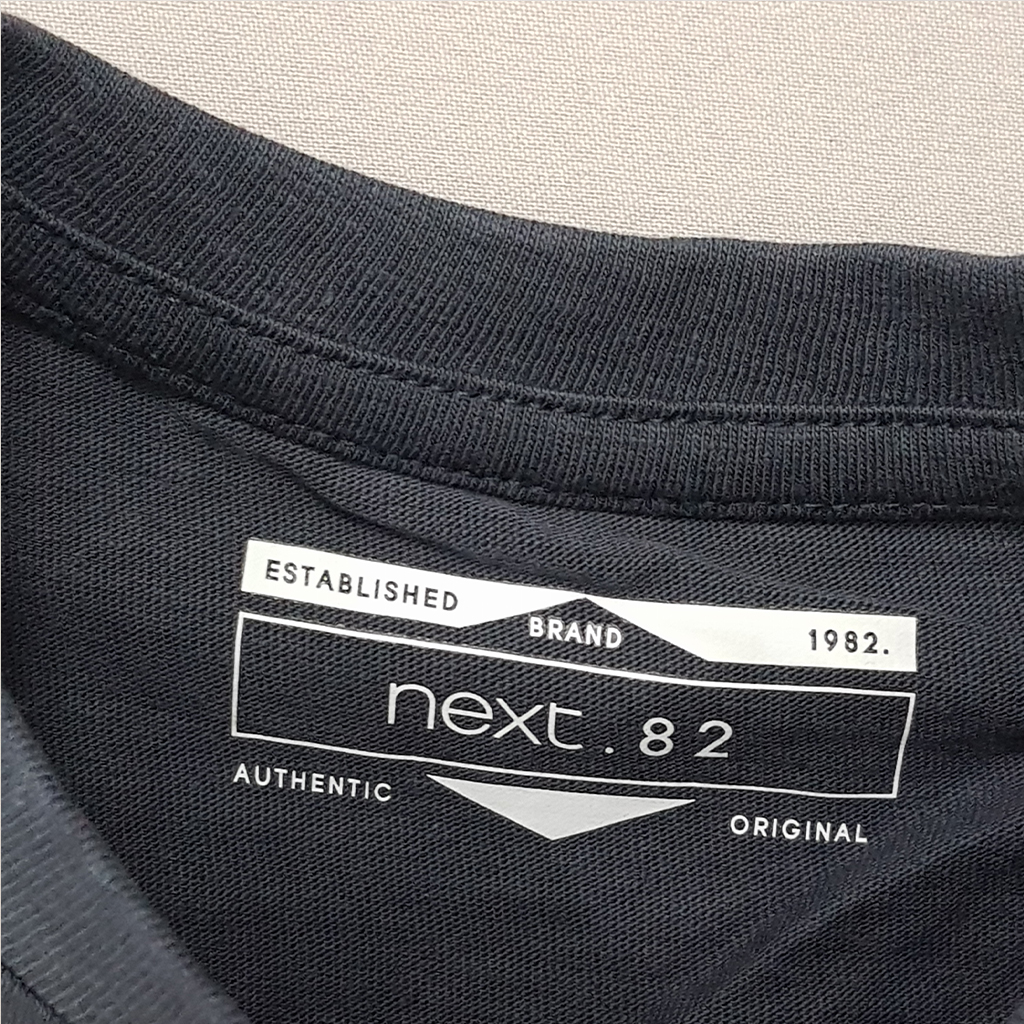 ESTABLISHED BRAND 1982.
next.82
AUTHENTIC ORIGINAL